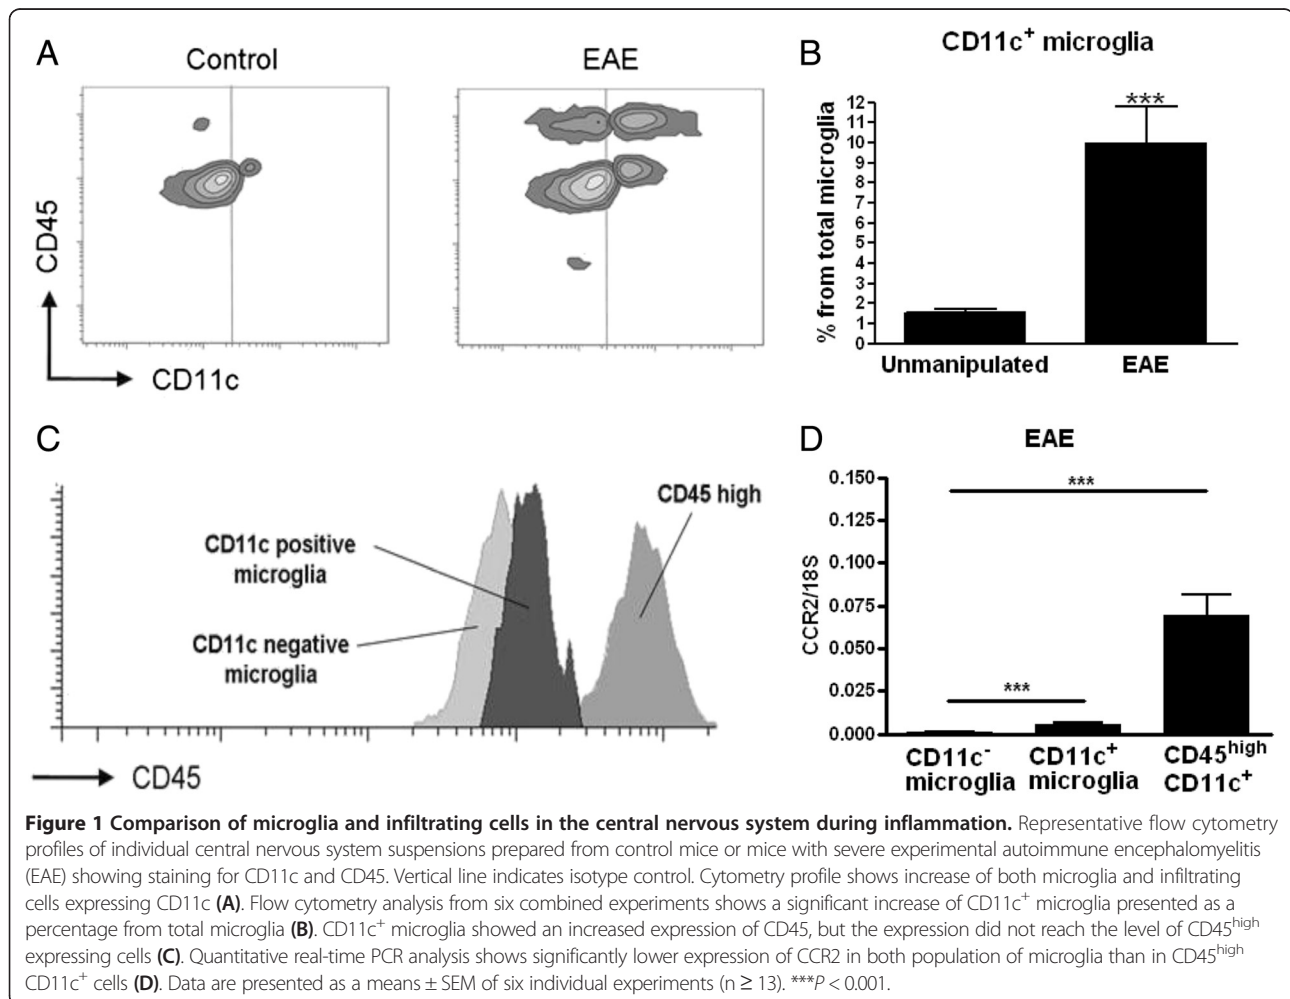 A
Control
EAE
CD45
CD11c
B
CD11c⁺ microglia
***
% from total microglia
12
11
10
9
8
7
6
5
4
3
2
1
0
Unmanipulated
EAE
C
CD45 high
CD11c positive
microglia
CD11c negative
microglia
CD45
D
EAE
***
***
CCR2/18S
0.150
0.125
0.100
0.075
0.050
0.025
0.000
CD11c⁻
microglia
CD11c⁺
microglia
CD45ʰⁱᵍʰ
CD11c⁺
Figure 1 Comparison of microglia and infiltrating cells in the central nervous system during inflammation. Representative flow cytometry
profiles of individual central nervous system suspensions prepared from control mice or mice with severe experimental autoimmune encephalomyelitis
(EAE) showing staining for CD11c and CD45. Vertical line indicates isotype control. Cytometry profile shows increase of both microglia and infiltrating
cells expressing CD11c (A). Flow cytometry analysis from six combined experiments shows a significant increase of CD11c⁺ microglia presented as a
percentage from total microglia (B). CD11c⁺ microglia showed an increased expression of CD45, but the expression did not reach the level of CD45ʰⁱᵍʰ
expressing cells (C). Quantitative real-time PCR analysis shows significantly lower expression of CCR2 in both population of microglia than in CD45ʰⁱᵍʰ
CD11c⁺ cells (D). Data are presented as a means ± SEM of six individual experiments (n ≥ 13). ***P < 0.001.